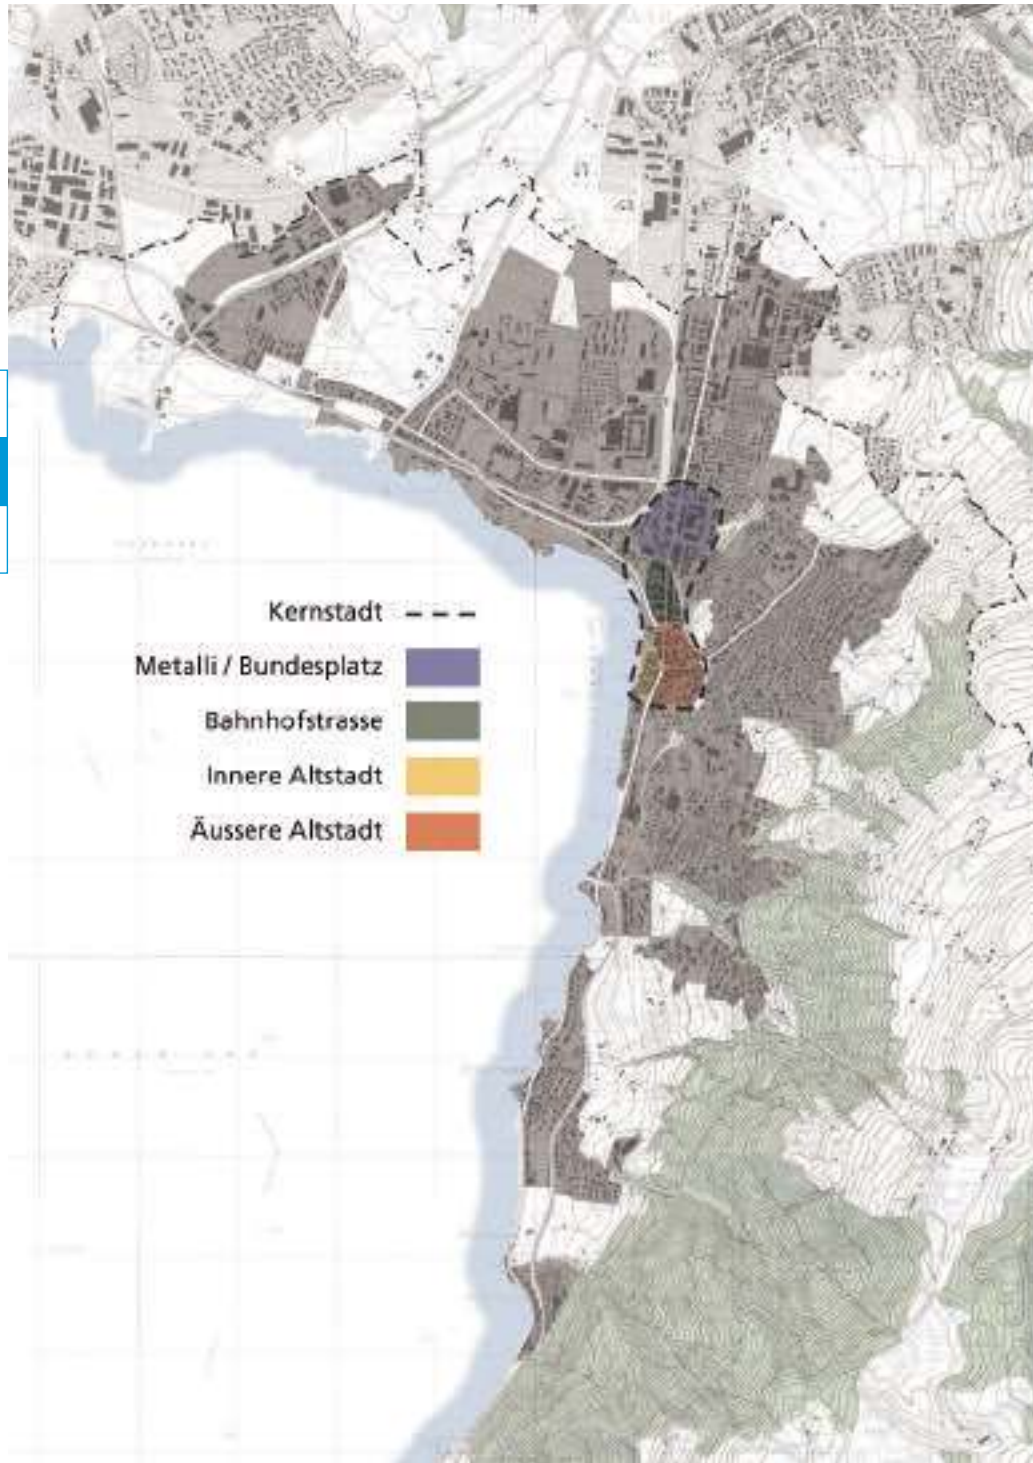 Kernstadt
Metalli / Bundesplatz
Bahnhofstrasse
Innere Altstadt
Äussere Altstadt